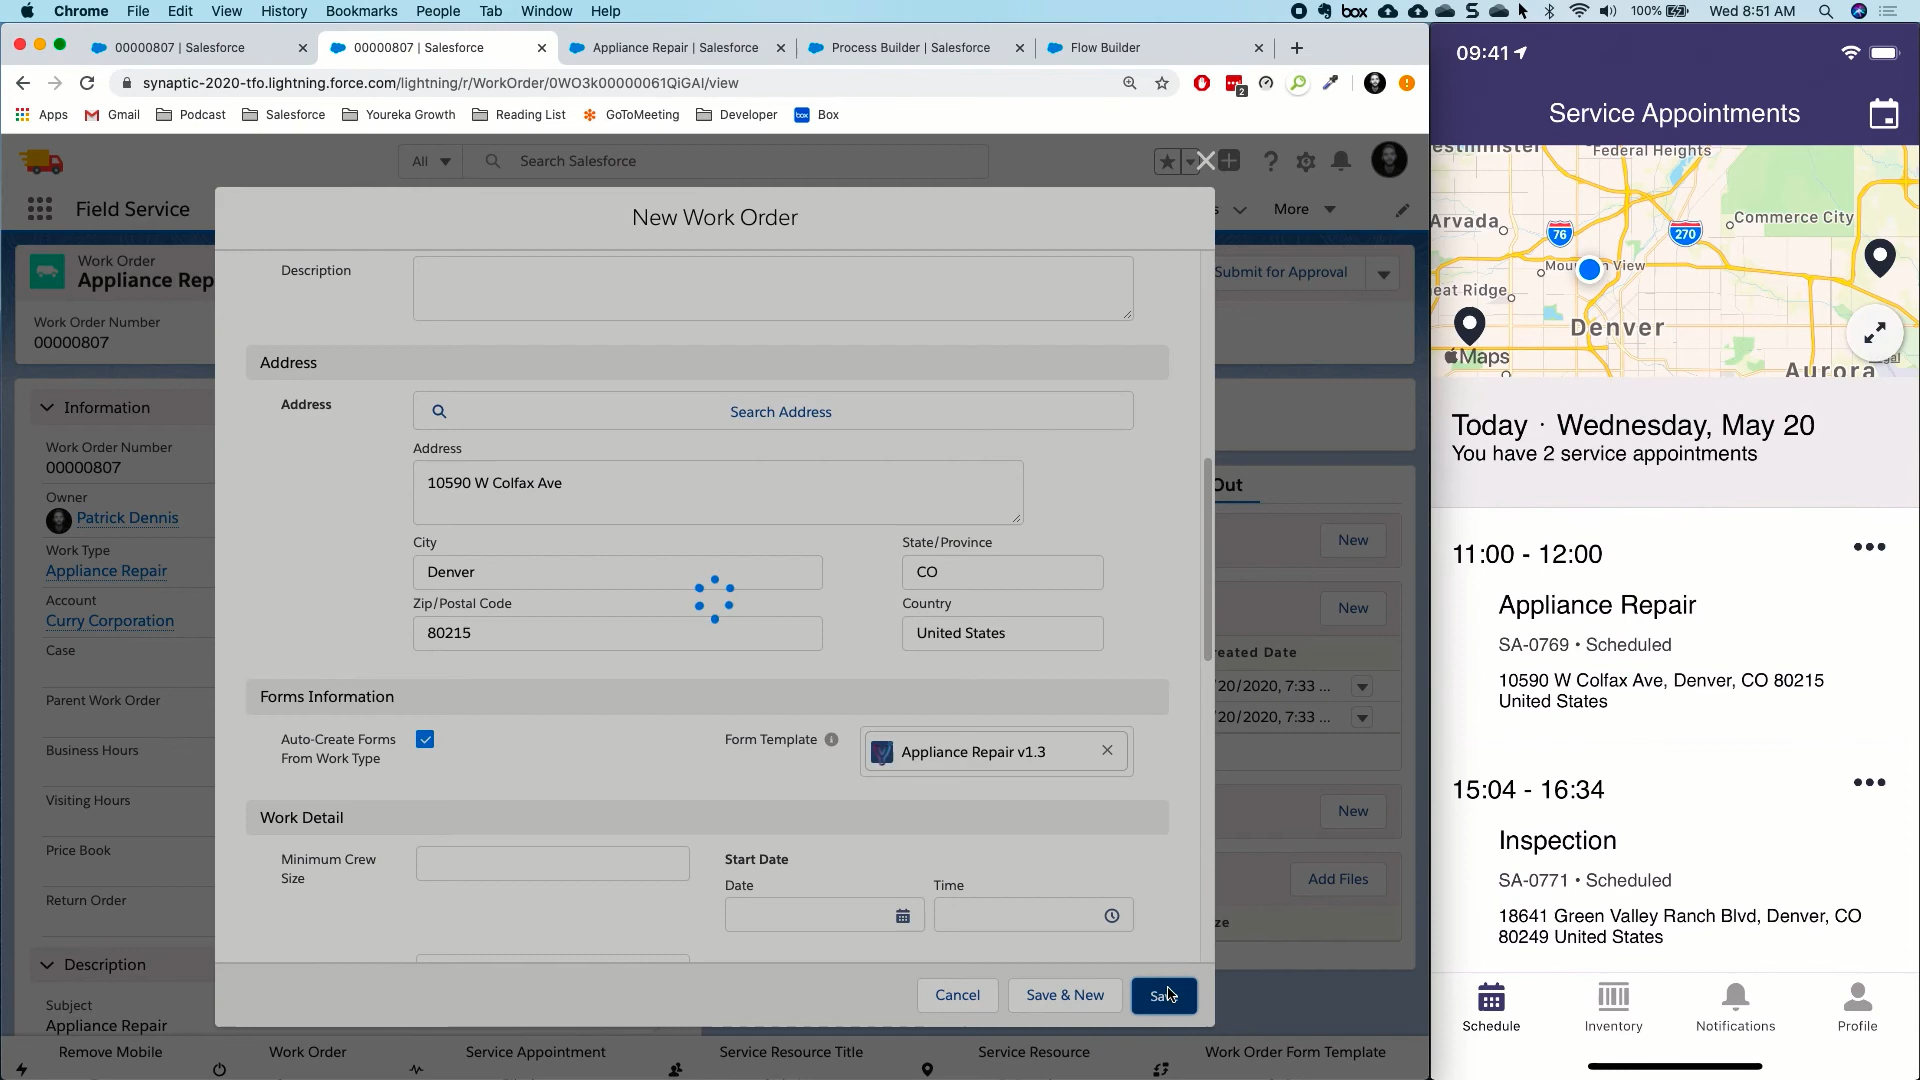 Chrome File Edit View History Bookmarks People Tab Window Help
box 100% Wed 8:51 AM
00000807 | Salesforce
00000807 | Salesforce
Appliance Repair | Salesforce
Process Builder | Salesforce
Flow Builder
synaptic-2020-tfo.lightning.force.com/lightning/r/WorkOrder/0WO3k00000061QiGAI/view
2
Apps Gmail Podcast Salesforce Youreka Growth Reading List GoToMeeting Developer box Box
All Search Salesforce
Field Service
s More
Work Order
Appliance Rep
Submit for Approval
Work Order Number
00000807
Information
Work Order Number
00000807
Owner
Patrick Dennis
Work Type
Appliance Repair
Account
Curry Corporation
Case
Parent Work Order
Business Hours
Visiting Hours
Price Book
Return Order
Description
Subject
Appliance Repair
New Work Order
Description
Address
Address
Search Address
Address
10590 W Colfax Ave
City
State/Province
Denver
CO
Zip/Postal Code
Country
80215
United States
Forms Information
Auto-Create Forms From Work Type
Form Template
Appliance Repair v1.3
Work Detail
Minimum Crew Size
Start Date
Date
Time
Cancel
Save & New
Out
New
New
eated Date
20/2020, 7:33 ...
20/2020, 7:33 ...
New
Add Files
ze
Remove Mobile
Work Order
Service Appointment
Service Resource Title
Service Resource
Work Order Form Template
09:41
Service Appointments
estminster
Federal Heights
Arvada
Commerce City
76
270
Mountain View
eat Ridge
Denver
Maps
Aurora
Today · Wednesday, May 20
You have 2 service appointments
11:00 - 12:00
Appliance Repair
SA-0769 • Scheduled
10590 W Colfax Ave, Denver, CO 80215
United States
15:04 - 16:34
Inspection
SA-0771 • Scheduled
18641 Green Valley Ranch Blvd, Denver, CO
80249 United States
Schedule
Inventory
Notifications
Profile